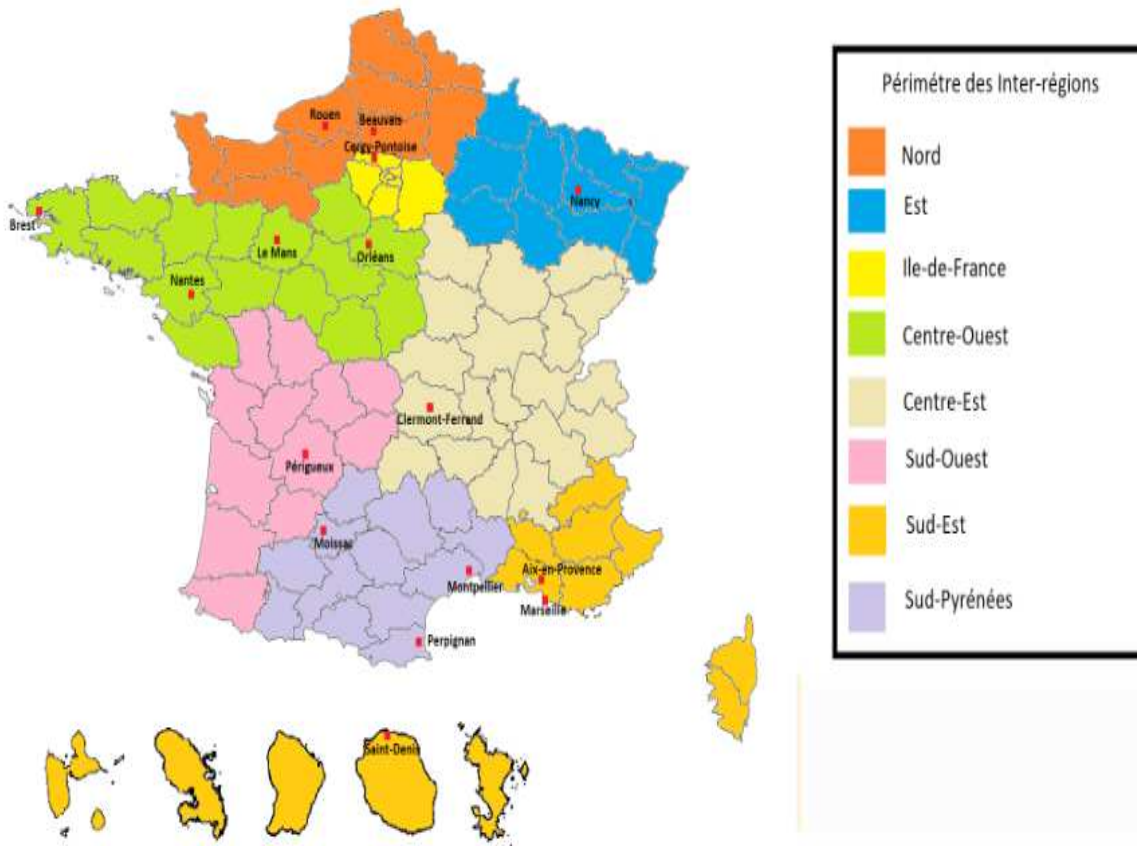 Périmétre des Inter-régions
Nord
Est
Ile-de-France
Centre-Ouest
Centre-Est
Sud-Ouest
Sud-Est
Sud-Pyrénées
Rouen
Beauvais
Cergy-Pontoise
Nancy
Brest
Le Mans
Orléans
Nantes
Clermont-Ferrand
Périgueux
Moissac
Montpellier
Aix-en-Provence
Marseille
Perpignan
Saint-Denis